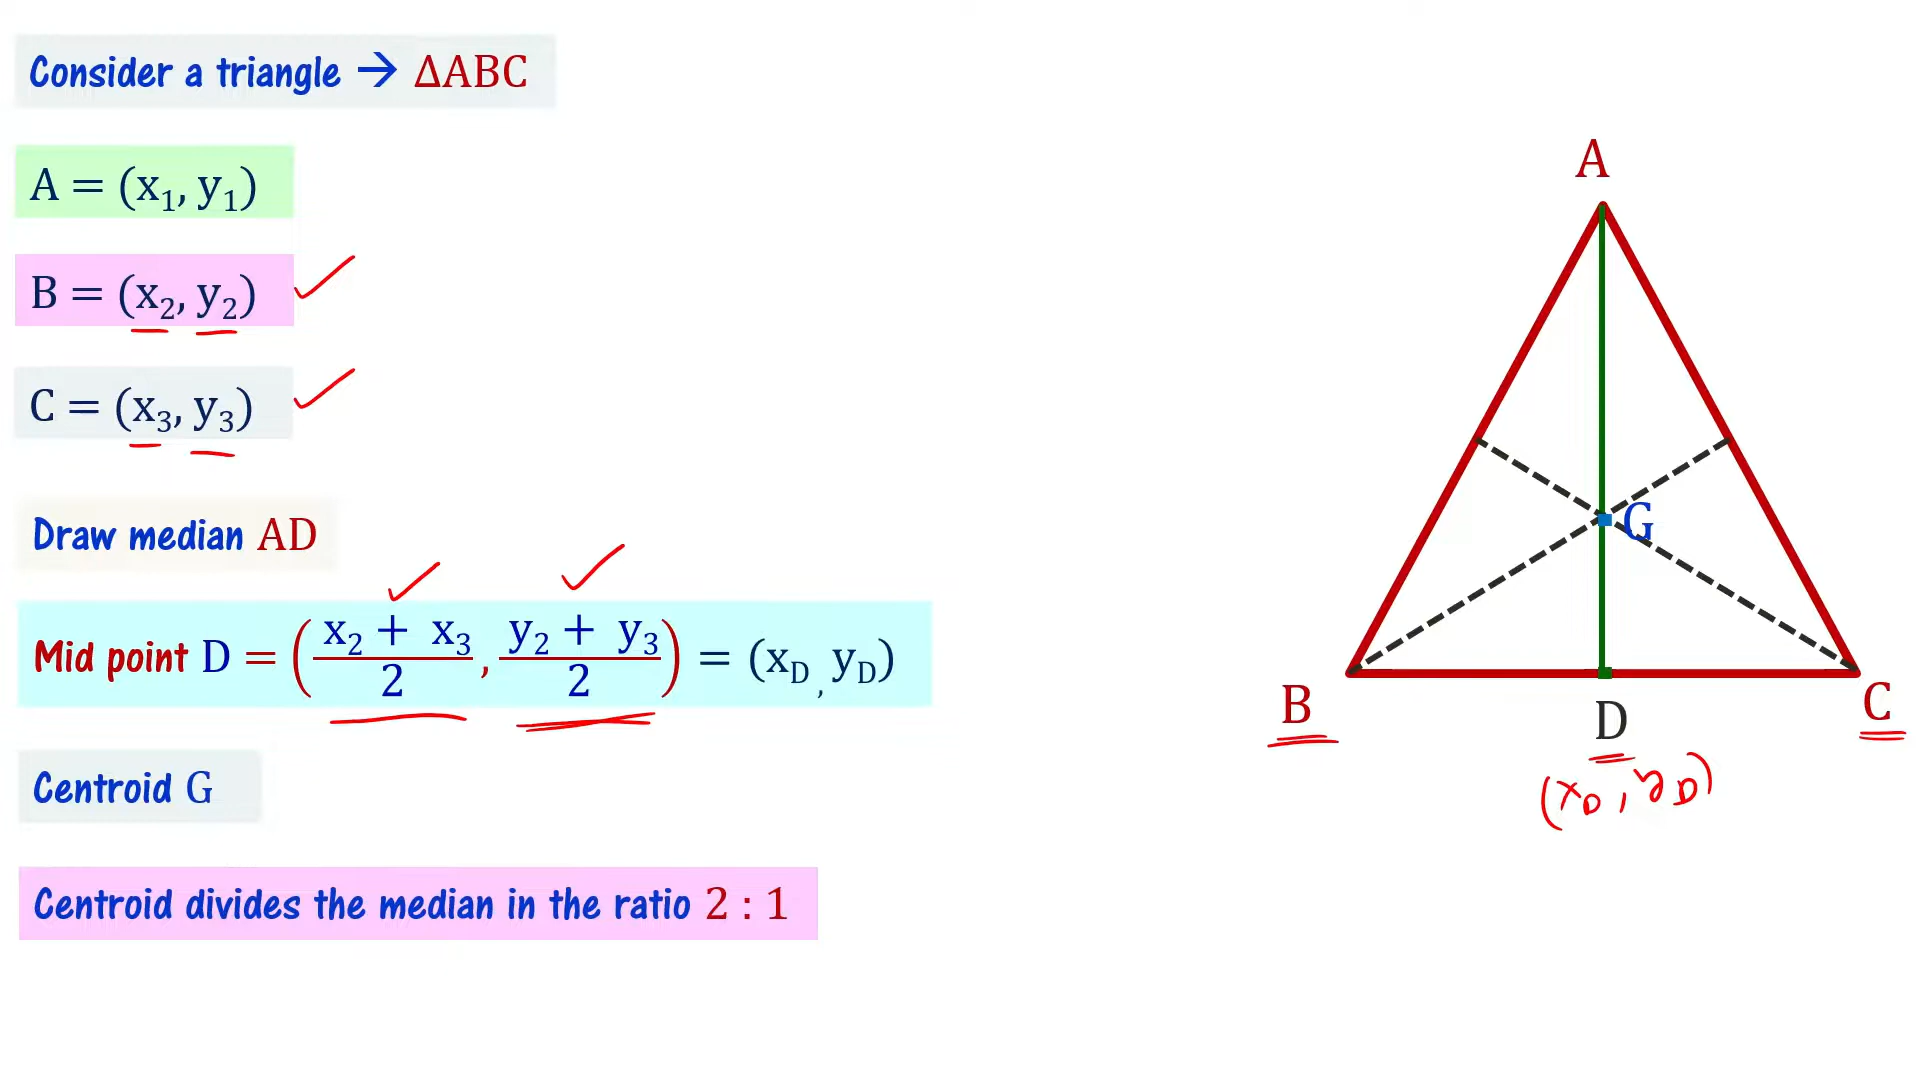 Consider a triangle → ΔABC
A = (x₁, y₁)
B = (x₂, y₂)
C = (x₃, y₃)
Draw median AD
Mid point D = ( x₂ + x₃ / 2 , y₂ + y₃ / 2 ) = (x_D , y_D)
Centroid G
Centroid divides the median in the ratio 2 : 1
A
G
B
D
C
(x_D , y_D)